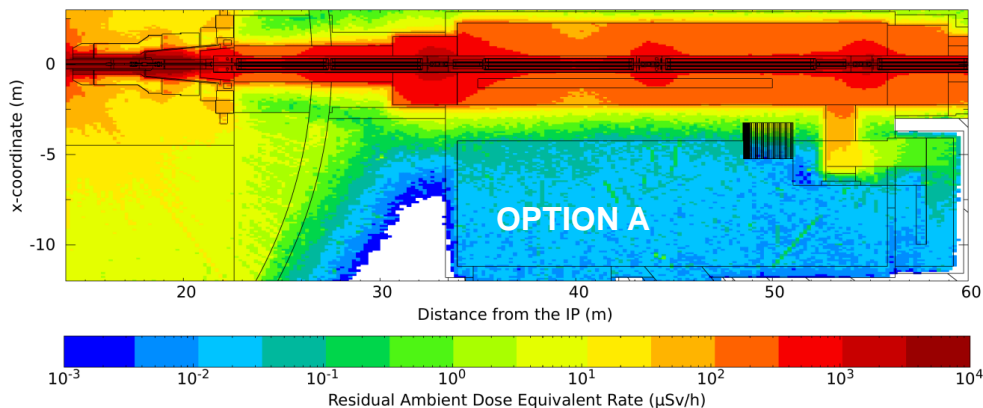 x-coordinate (m)
0
-5
-10
OPTION A
20 30 40 50 60
Distance from the IP (m)
10⁻³ 10⁻² 10⁻¹ 10⁰ 10¹ 10² 10³ 10⁴
Residual Ambient Dose Equivalent Rate (μSv/h)